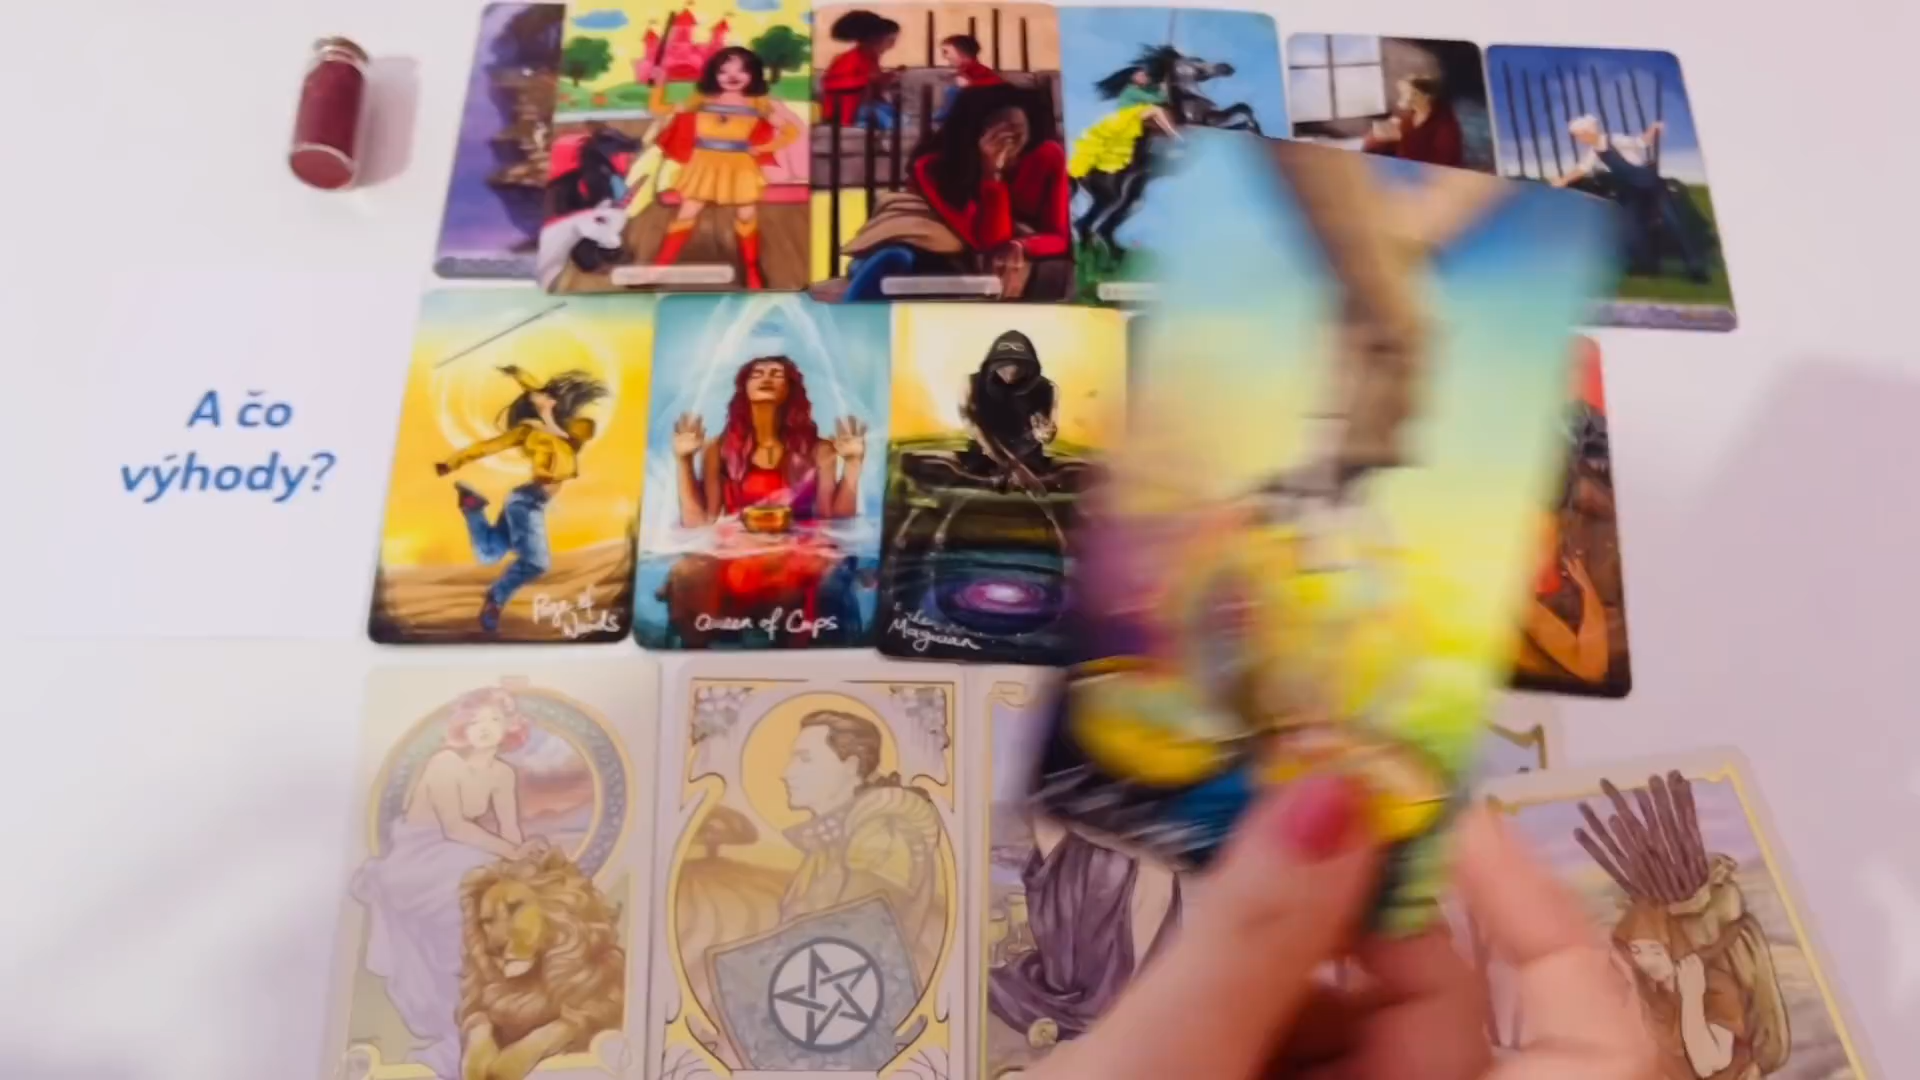 A čo
výhody?
Page of
Wands
Queen of Cups
Magician